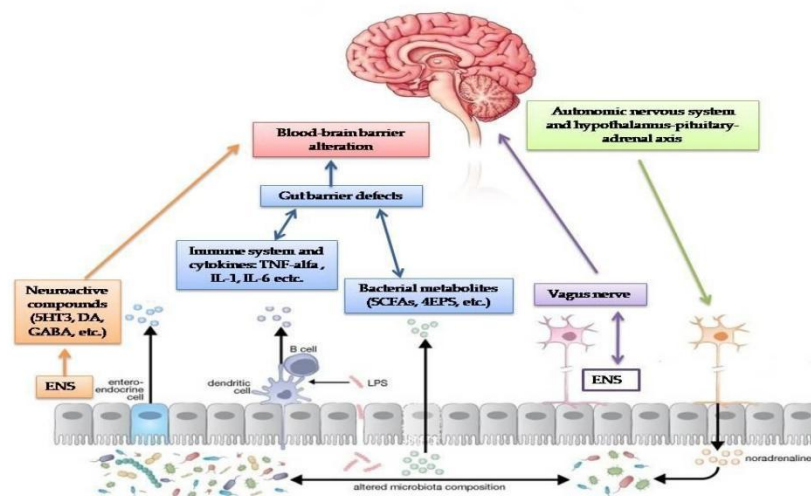 Autonomic nervous system
and hypothalamus-pituitary-
adrenal axis
Blood-brain barrier
alteration
Gut barrier defects
Immune system and
cytokines: TNF-alfa ,
IL-1, IL-6 ectc.
Neuroactive
compounds
(5HT3, DA,
GABA, etc.)
Bacterial metabolites
(SCFAs, 4EPS, etc.)
Vagus nerve
B cell
ENS
entero-
endocrine
cell
dendritic
cell
LPS
ENS
noradrenaline
altered microbiota composition